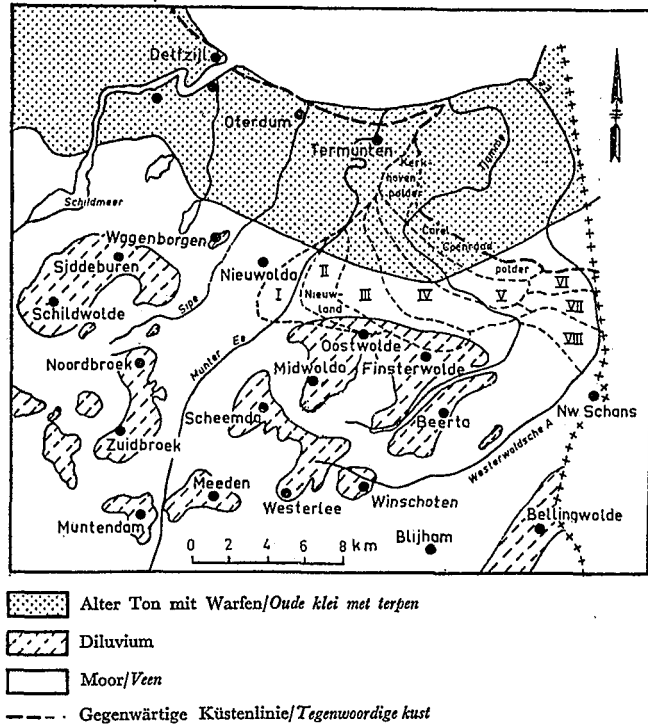 Delfzijl
Ee
Oterdum
Termunten
Kerk-
hoven
polder
Tjamme
Schildmeer
Wagenborgen
Carel
Coenraad
polder
Siddeburen
Nieuwolda
II
VI
I
Nieuw-
land
III
IV
V
VII
Schildwolde
Sipe
VIII
Munter Ee
Oostwolde
Noordbroek
Midwolda
Finsterwolde
Scheemda
Nw Schans
Beerta
Zuidbroek
Westerwoldsche A
Meeden
Westerlee
Winschoten
Muntendam
Bellingwolde
Blijham
0 2 4 6 8 km
Alter Ton mit Warfen/Oude klei met terpen
Diluvium
Moor/Veen
Gegenwärtige Küstenlinie/Tegenwoordige kust